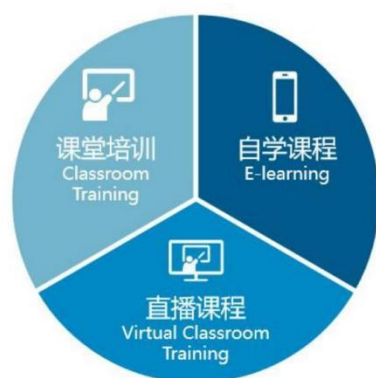 课堂培训
Classroom
Training
自学课程
E-learning
直播课程
Virtual Classroom
Training